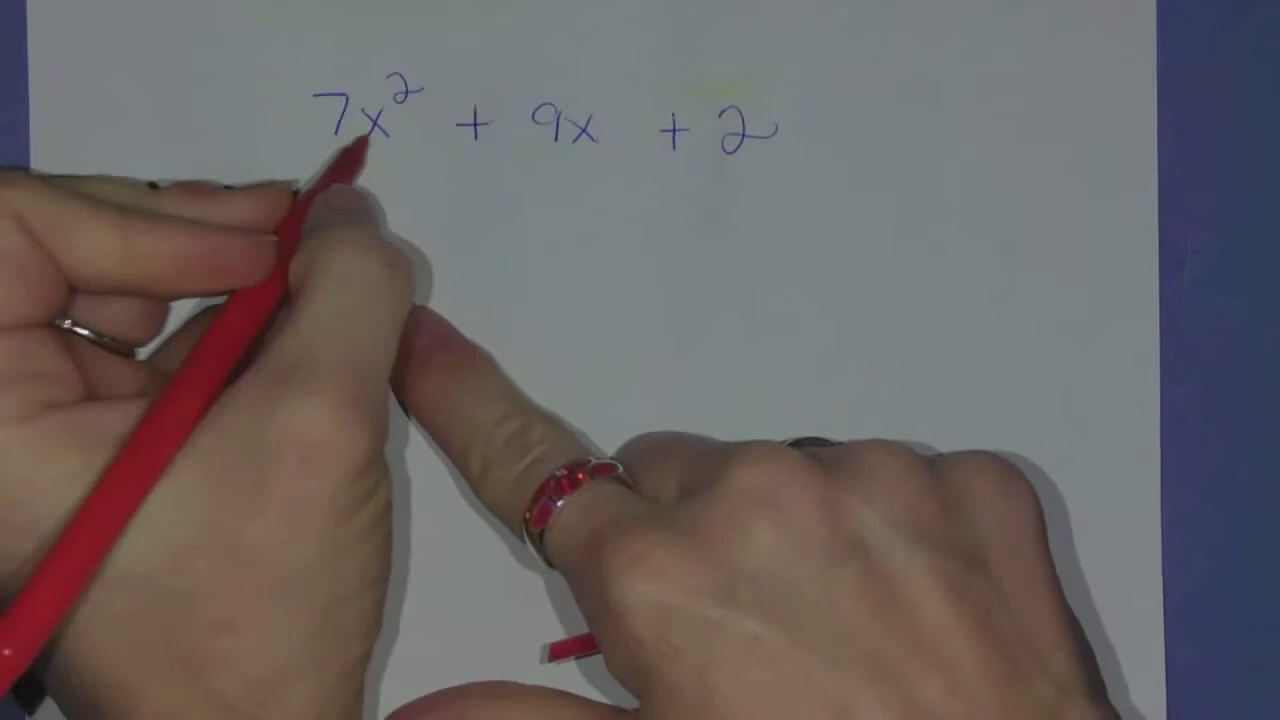 7x² + 9x + 2